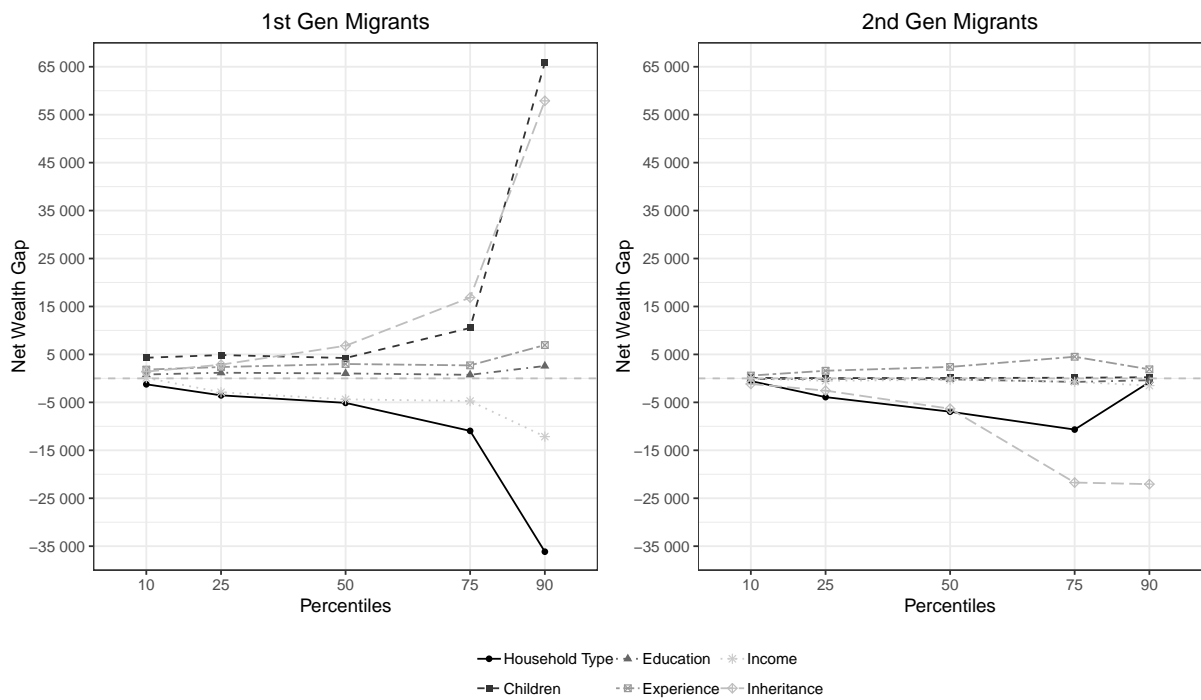 1st Gen Migrants
2nd Gen Migrants
Net Wealth Gap
65 000
55 000
45 000
35 000
25 000
15 000
5 000
−5 000
−15 000
−25 000
−35 000
10 25 50 75 90
Percentiles
Net Wealth Gap
65 000
55 000
45 000
35 000
25 000
15 000
5 000
−5 000
−15 000
−25 000
−35 000
10 25 50 75 90
Percentiles
Household Type Education Income
Children Experience Inheritance